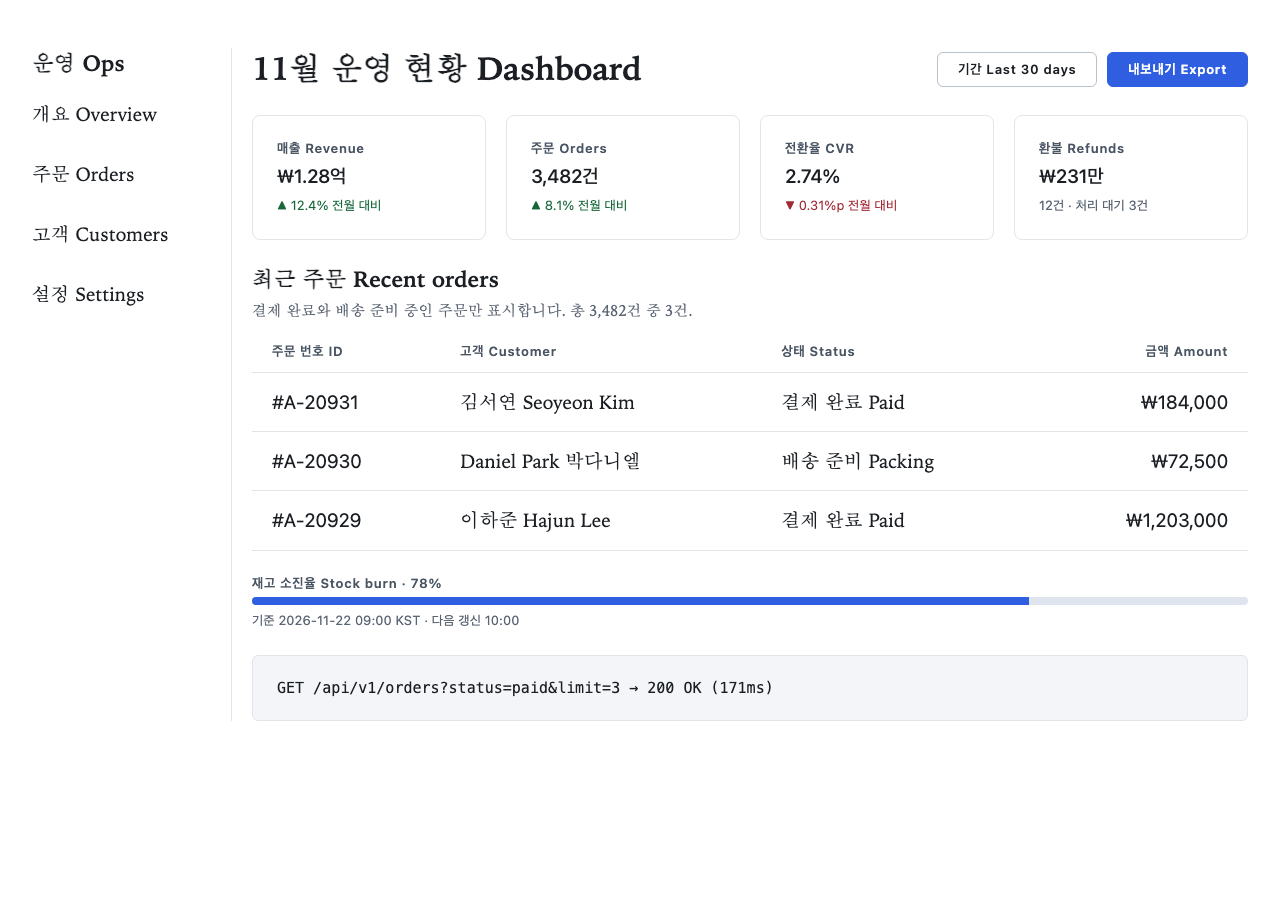 운영 Ops
개요 Overview
주문 Orders
고객 Customers
설정 Settings
11월 운영 현황 Dashboard
기간 Last 30 days
내보내기 Export
매출 Revenue
₩1.28억
▲ 12.4% 전월 대비
주문 Orders
3,482건
▲ 8.1% 전월 대비
전환율 CVR
2.74%
▼ 0.31%p 전월 대비
환불 Refunds
₩231만
12건 · 처리 대기 3건
최근 주문 Recent orders
결제 완료와 배송 준비 중인 주문만 표시합니다. 총 3,482건 중 3건.
주문 번호 ID 고객 Customer 상태 Status 금액 Amount
#A-20931 김서연 Seoyeon Kim 결제 완료 Paid ₩184,000
#A-20930 Daniel Park 박다니엘 배송 준비 Packing ₩72,500
#A-20929 이하준 Hajun Lee 결제 완료 Paid ₩1,203,000
재고 소진율 Stock burn · 78%
기준 2026-11-22 09:00 KST · 다음 갱신 10:00
GET /api/v1/orders?status=paid&limit=3 → 200 OK (171ms)